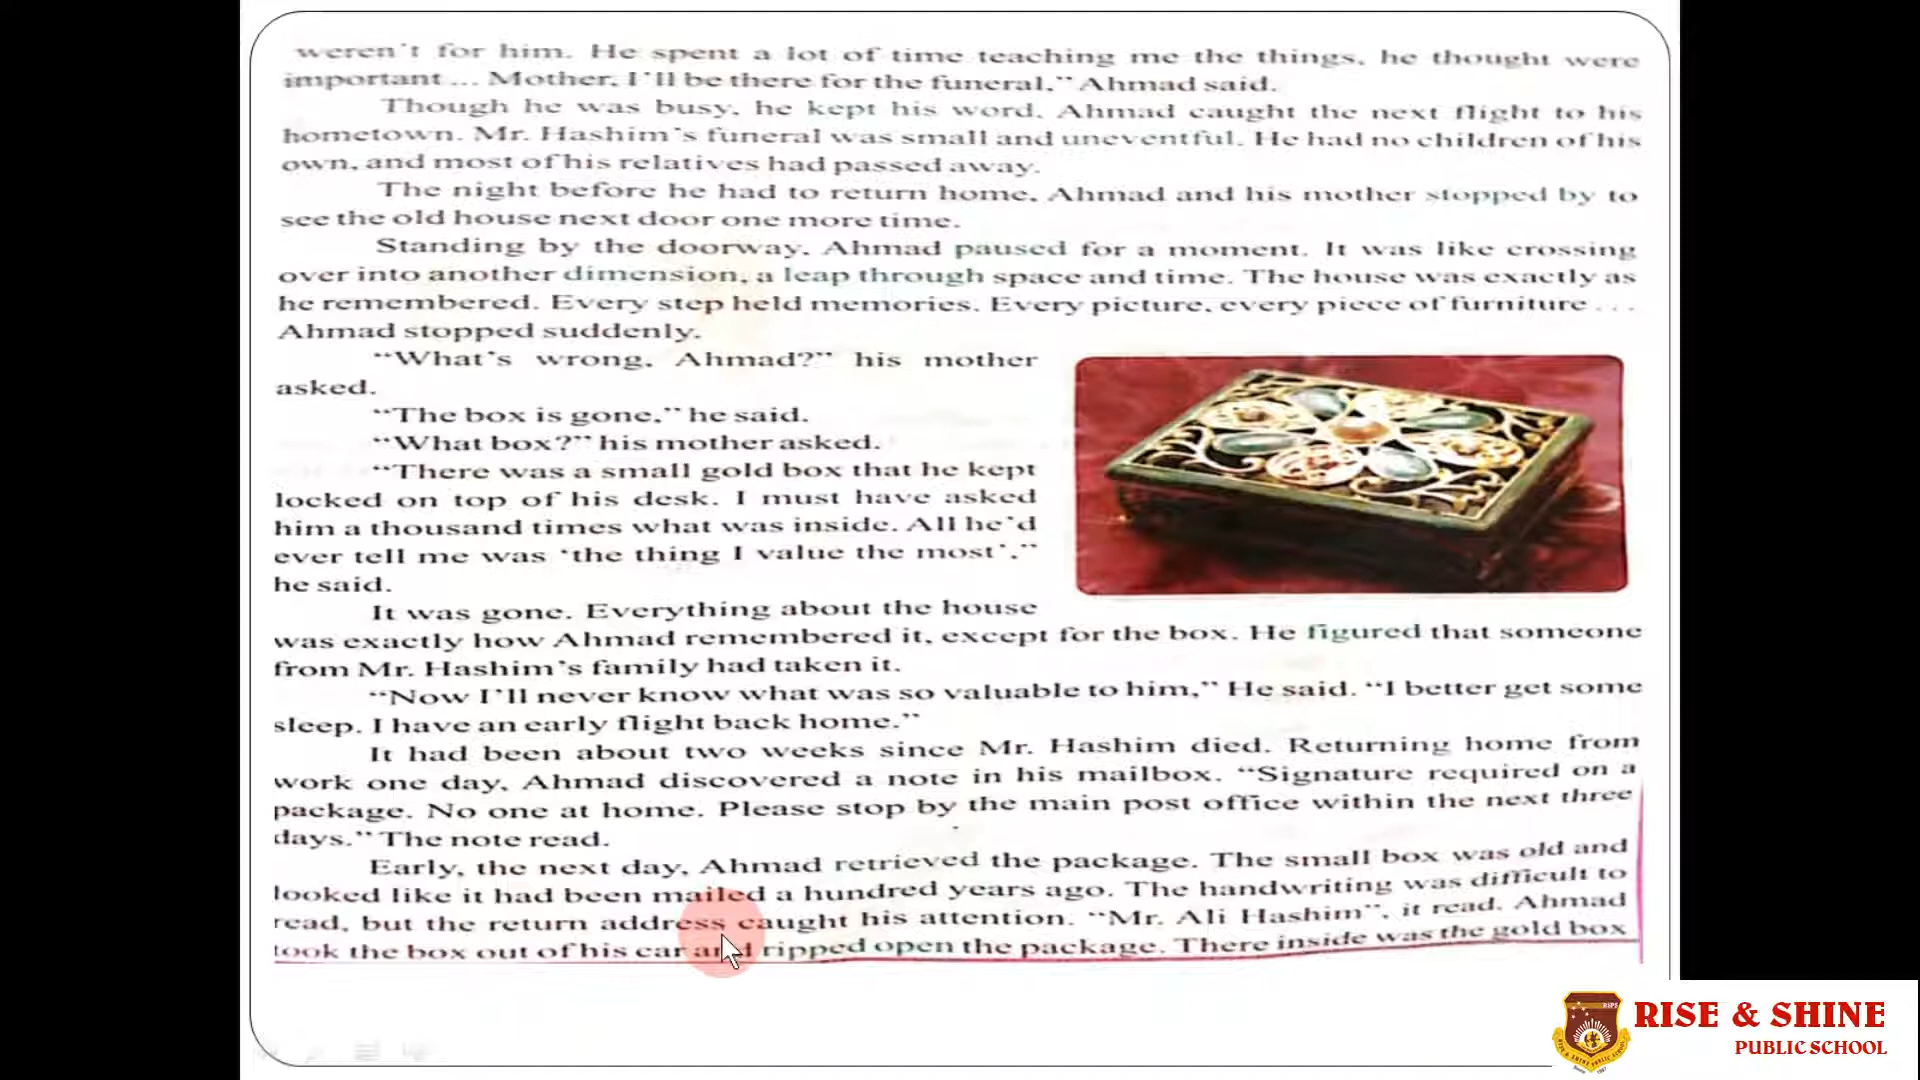 weren't for him. He spent a lot of time teaching me the things, he thought were
important ... Mother, I'll be there for the funeral," Ahmad said.
Though he was busy, he kept his word. Ahmad caught the next flight to his
hometown. Mr. Hashim's funeral was small and uneventful. He had no children of his
own, and most of his relatives had passed away.
The night before he had to return home, Ahmad and his mother stopped by to
see the old house next door one more time.
Standing by the doorway, Ahmad paused for a moment. It was like crossing
over into another dimension, a leap through space and time. The house was exactly as
he remembered. Every step held memories. Every picture, every piece of furniture ...
Ahmad stopped suddenly.
"What's wrong, Ahmad?" his mother
asked.
"The box is gone," he said.
"What box?" his mother asked.
"There was a small gold box that he kept
locked on top of his desk. I must have asked
him a thousand times what was inside. All he'd
ever tell me was 'the thing I value the most'."
he said.
It was gone. Everything about the house
was exactly how Ahmad remembered it, except for the box. He figured that someone
from Mr. Hashim's family had taken it.
"Now I'll never know what was so valuable to him," He said. "I better get some
sleep. I have an early flight back home."
It had been about two weeks since Mr. Hashim died. Returning home from
work one day, Ahmad discovered a note in his mailbox. "Signature required on a
package. No one at home. Please stop by the main post office within the next three
days." The note read.
Early, the next day, Ahmad retrieved the package. The small box was old and
looked like it had been mailed a hundred years ago. The handwriting was difficult to
read, but the return address caught his attention. "Mr. Ali Hashim", it read. Ahmad
took the box out of his car and ripped open the package. There inside was the gold box
RISE & SHINE
PUBLIC SCHOOL